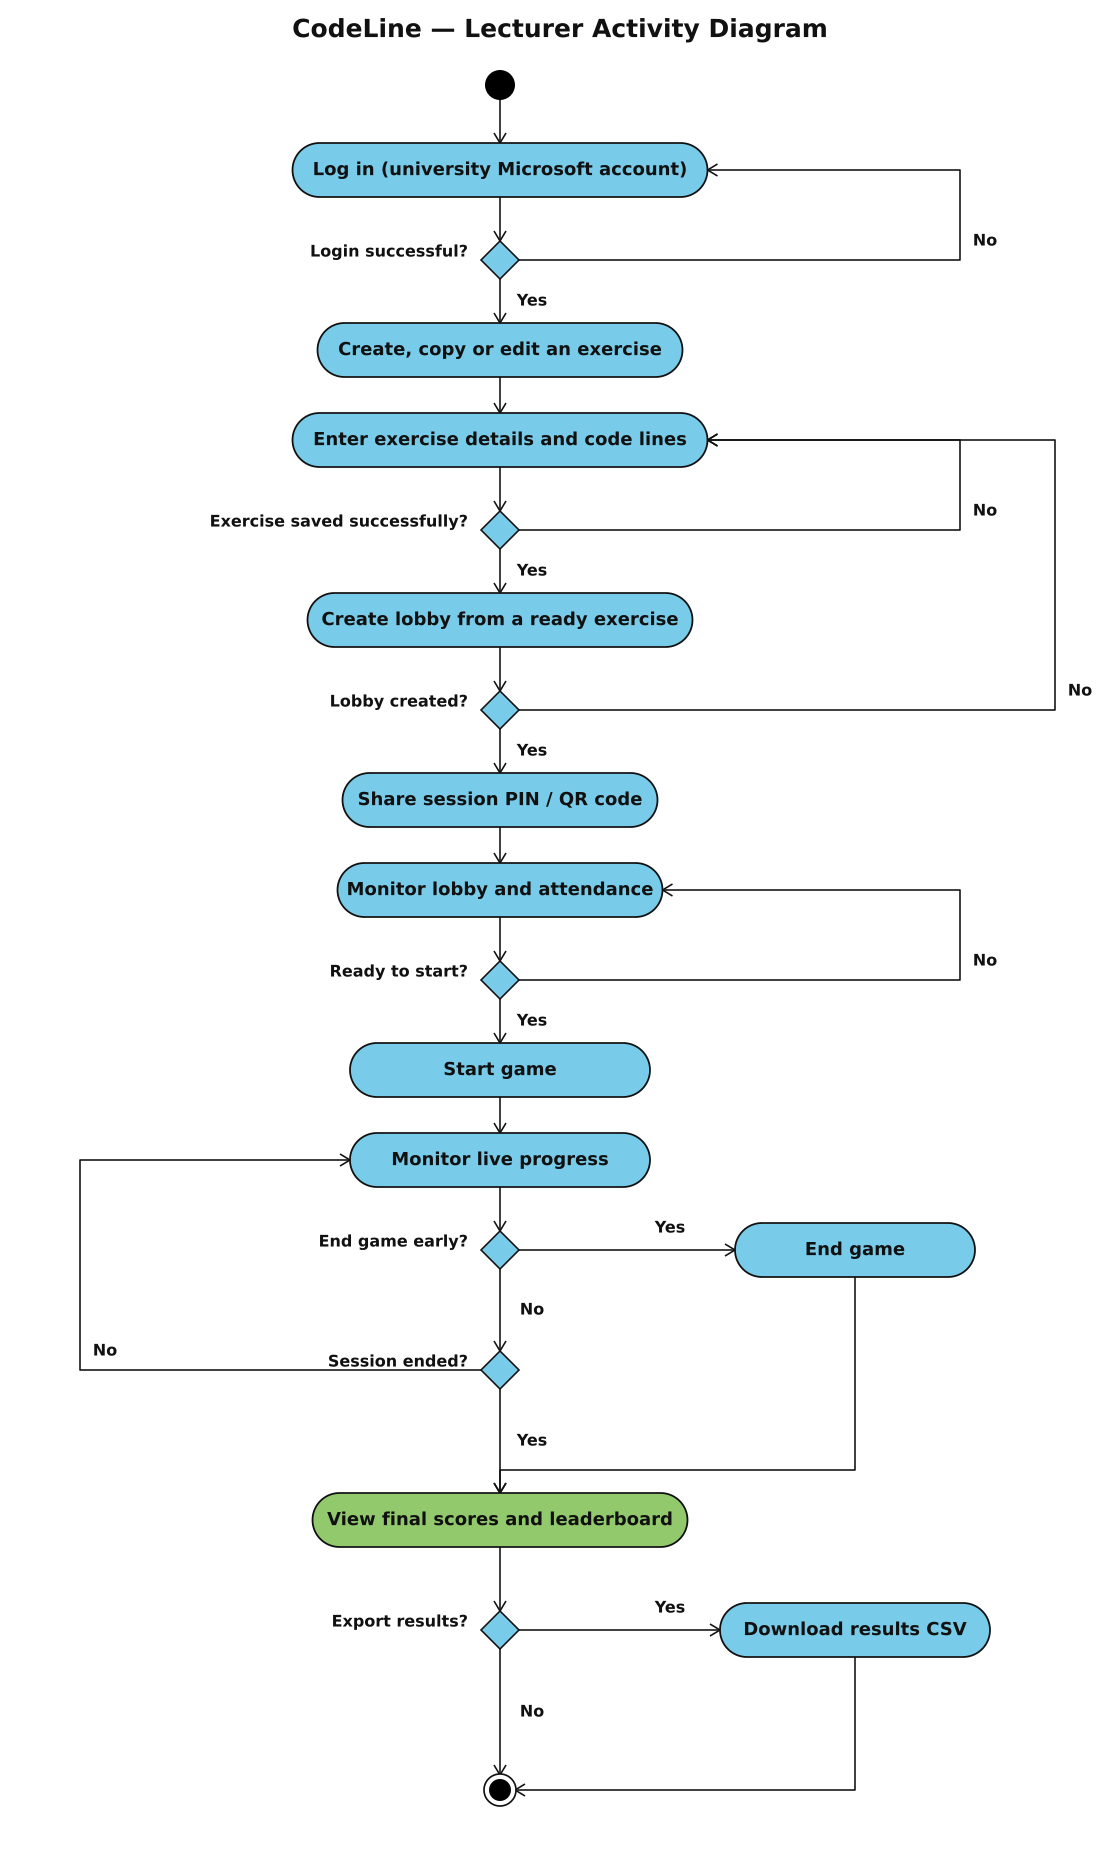 CodeLine — Lecturer Activity Diagram
Log in (university Microsoft account)
Login successful?
No
Yes
Create, copy or edit an exercise
Enter exercise details and code lines
Exercise saved successfully?
No
Yes
Create lobby from a ready exercise
Lobby created?
No
Yes
Share session PIN / QR code
Monitor lobby and attendance
Ready to start?
No
Yes
Start game
Monitor live progress
End game early?
Yes
End game
No
Session ended?
No
Yes
View final scores and leaderboard
Export results?
Yes
Download results CSV
No